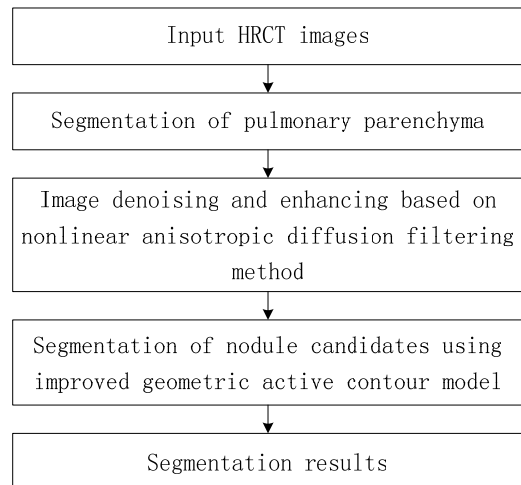 Input HRCT images
Segmentation of pulmonary parenchyma
Image denoising and enhancing based on
nonlinear anisotropic diffusion filtering
method
Segmentation of nodule candidates using
improved geometric active contour model
Segmentation results